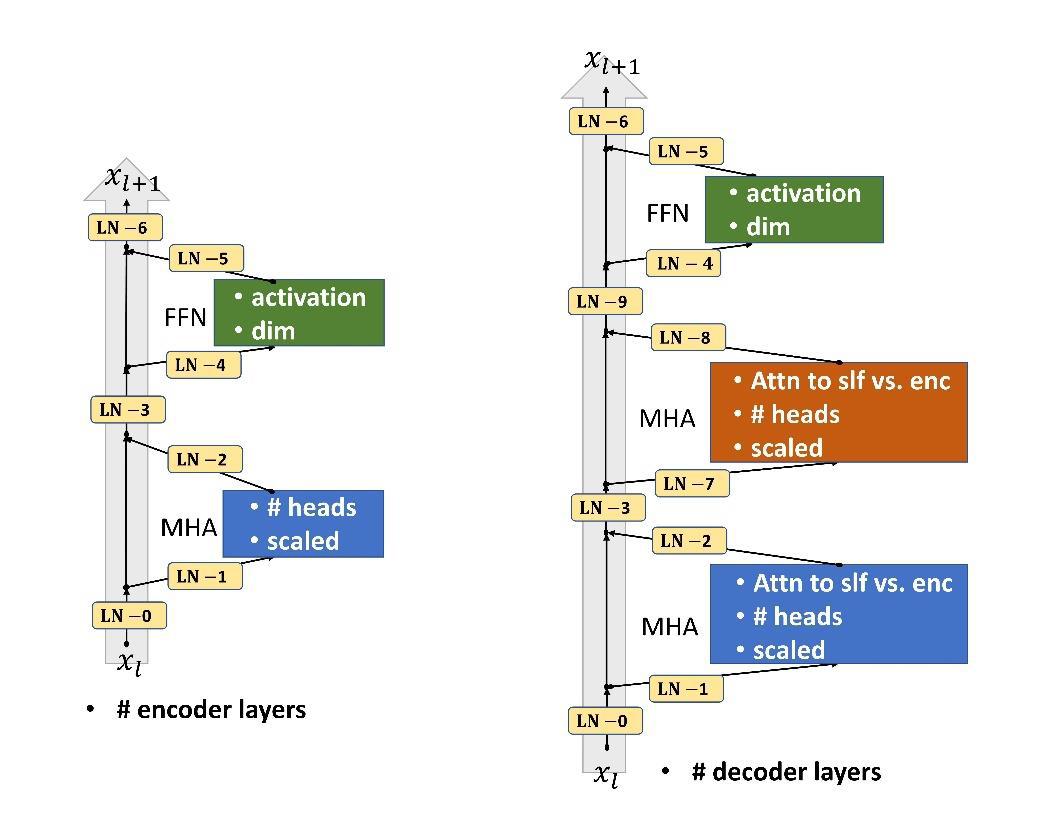 x_{l+1}
LN −6
LN −5
FFN
• activation
• dim
LN −4
LN −3
LN −2
MHA
• # heads
• scaled
LN −1
LN −0
x_l
• # encoder layers
x_{l+1}
LN −6
LN −5
FFN
• activation
• dim
LN − 4
LN −9
LN −8
MHA
• Attn to slf vs. enc
• # heads
• scaled
LN −7
LN −3
LN −2
MHA
• Attn to slf vs. enc
• # heads
• scaled
LN −1
LN −0
x_l
• # decoder layers